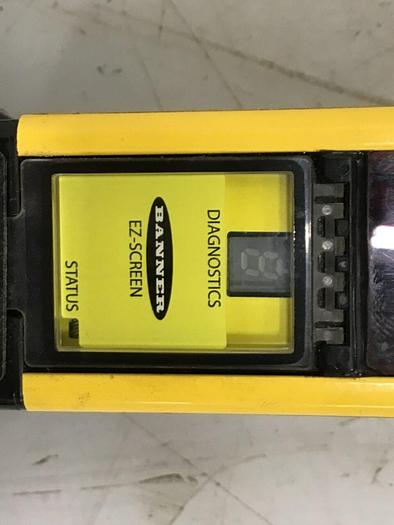 DIAGNOSTICS
BANNER
EZ-SCREEN
STATUS